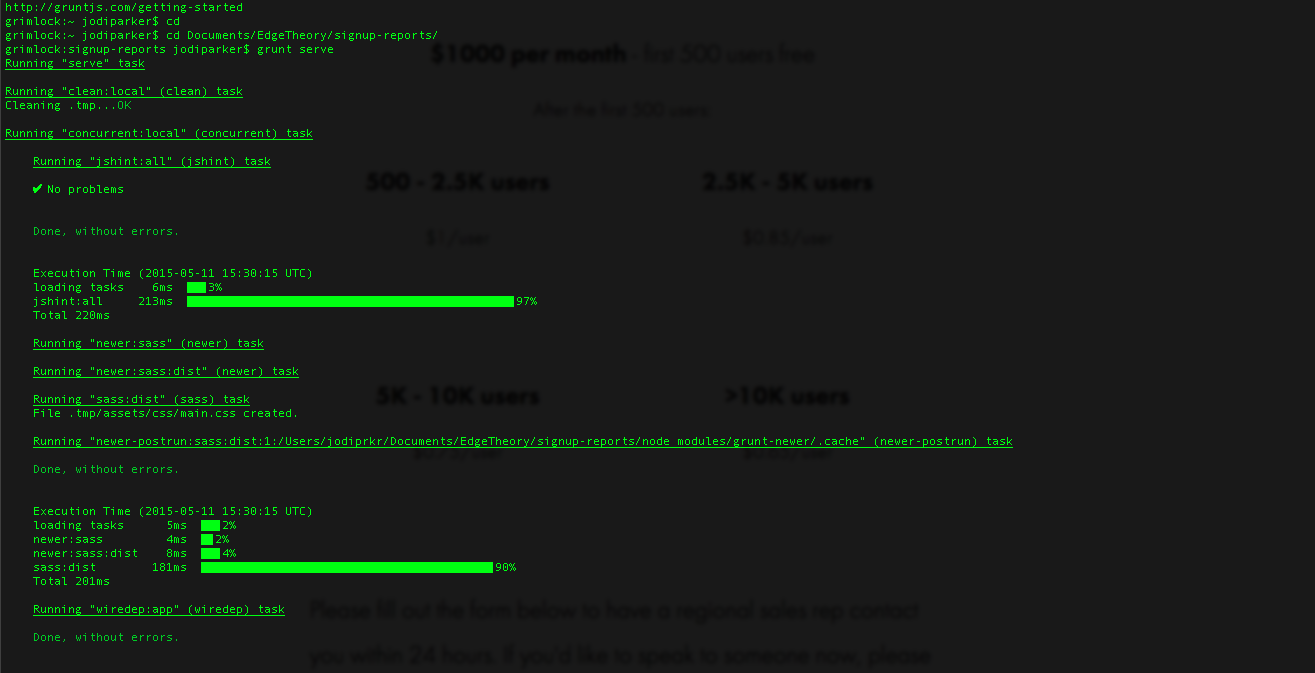 http://gruntjs.com/getting-started
grimlock:~ jodiparker$ cd
grimlock:~ jodiparker$ cd Documents/EdgeTheory/signup-reports/
grimlock:signup-reports jodiparker$ grunt serve
Running "serve" task
Running "clean:local" (clean) task
Cleaning .tmp...OK
Running "concurrent:local" (concurrent) task
Running "jshint:all" (jshint) task
✔ No problems
Done, without errors.
Execution Time (2015-05-11 15:30:15 UTC)
loading tasks 6ms 3%
jshint:all 213ms 97%
Total 220ms
Running "newer:sass" (newer) task
Running "newer:sass:dist" (newer) task
Running "sass:dist" (sass) task
File .tmp/assets/css/main.css created.
Running "newer-postrun:sass:dist:1:/Users/jodiprkr/Documents/EdgeTheory/signup-reports/node_modules/grunt-newer/.cache" (newer-postrun) task
Done, without errors.
Execution Time (2015-05-11 15:30:15 UTC)
loading tasks 5ms 2%
newer:sass 4ms 2%
newer:sass:dist 8ms 4%
sass:dist 181ms 90%
Total 201ms
Running "wiredep:app" (wiredep) task
Done, without errors.
$1000 per month - first 500 users free
After the first 500 users
500 - 2.5K users
2.5K - 5K users
$1/user
$0.85/user
5K - 10K users
>10K users
Please fill out the form below to have a regional sales rep contact
you within 24 hours. If you'd like to speak to someone now, please